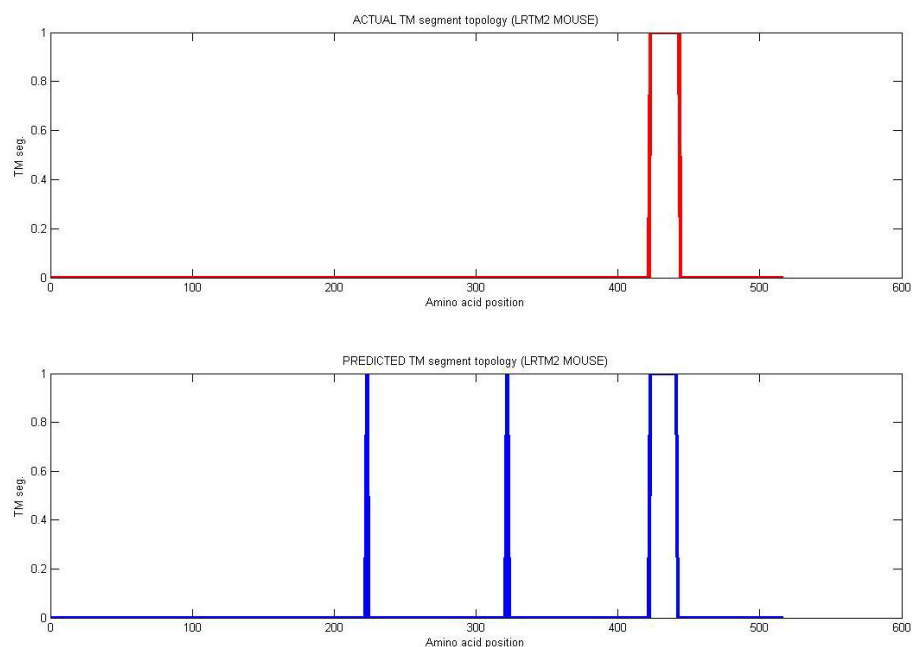 ACTUAL TM segment topology (LRTM2 MOUSE)
1
0.8
0.6
0.4
0.2
0
TM seg.
0 100 200 300 400 500 600
Amino acid position
PREDICTED TM segment topology (LRTM2 MOUSE)
1
0.8
0.6
0.4
0.2
0
TM seg.
0 100 200 300 400 500 600
Amino acid position